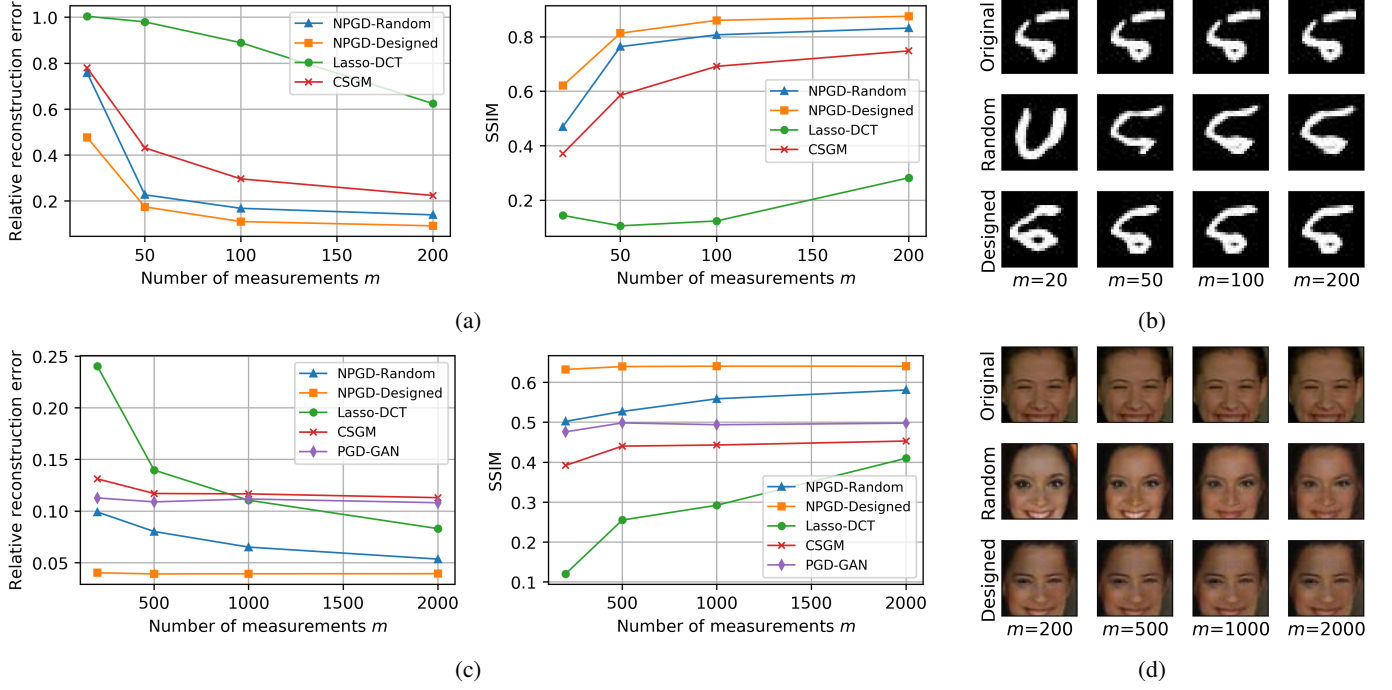 Relative reconstruction error
1.0
0.8
0.6
0.4
0.2
50
100
150
200
Number of measurements m
NPGD-Random
NPGD-Designed
Lasso-DCT
CSGM
SSIM
0.8
0.6
0.4
0.2
50
100
150
200
Number of measurements m
NPGD-Random
NPGD-Designed
Lasso-DCT
CSGM
(a)
Original
Random
Designed
m=20
m=50
m=100
m=200
(b)
Relative reconstruction error
0.25
0.20
0.15
0.10
0.05
500
1000
1500
2000
Number of measurements m
NPGD-Random
NPGD-Designed
Lasso-DCT
CSGM
PGD-GAN
SSIM
0.6
0.5
0.4
0.3
0.2
0.1
500
1000
1500
2000
Number of measurements m
NPGD-Random
NPGD-Designed
Lasso-DCT
CSGM
PGD-GAN
(c)
Original
Random
Designed
m=200
m=500
m=1000
m=2000
(d)